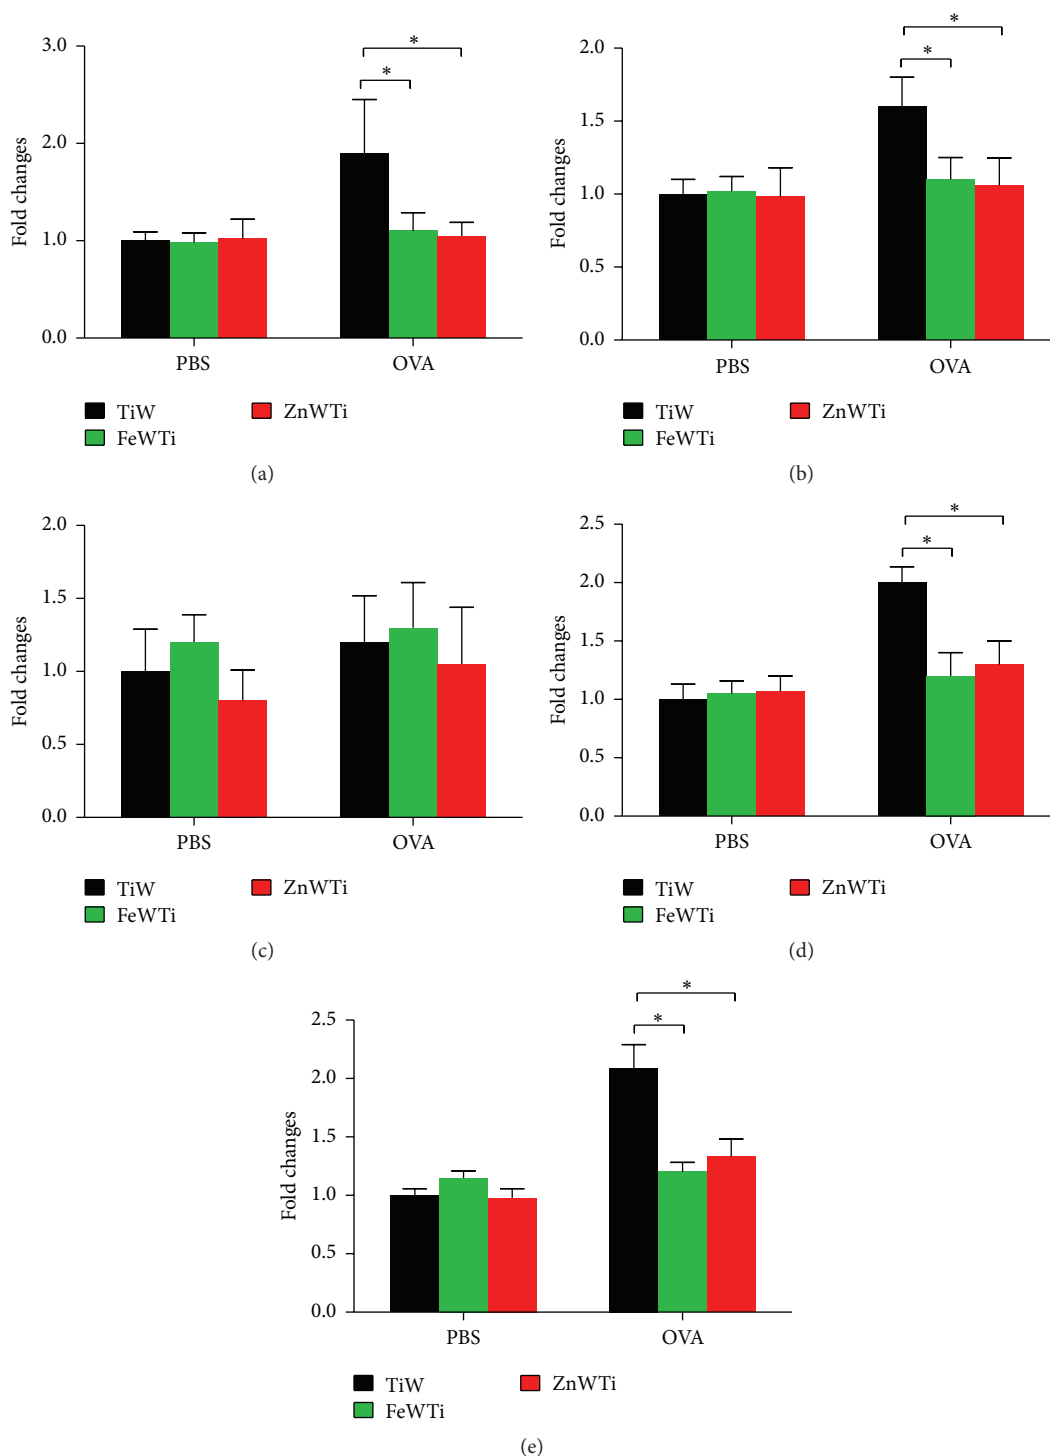 *
*
3.0
2.0
1.0
0.0
Fold changes
PBS
OVA
TiW
ZnWTi
FeWTi
(a)
*
*
2.0
1.5
1.0
0.5
0.0
Fold changes
PBS
OVA
TiW
ZnWTi
FeWTi
(b)
2.0
1.5
1.0
0.5
0.0
Fold changes
PBS
OVA
TiW
ZnWTi
FeWTi
(c)
*
*
2.5
2.0
1.5
1.0
0.5
0.0
Fold changes
PBS
OVA
TiW
ZnWTi
FeWTi
(d)
*
*
2.5
2.0
1.5
1.0
0.5
0.0
Fold changes
PBS
OVA
TiW
ZnWTi
FeWTi
(e)